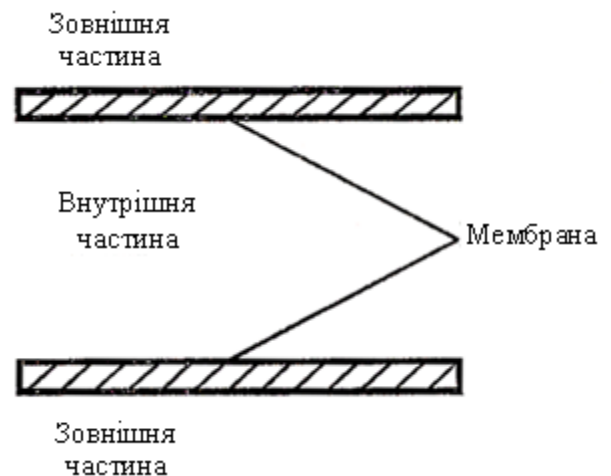 Зовнішня
частина
Внутрішня
частина
Мембрана
Зовнішня
частина